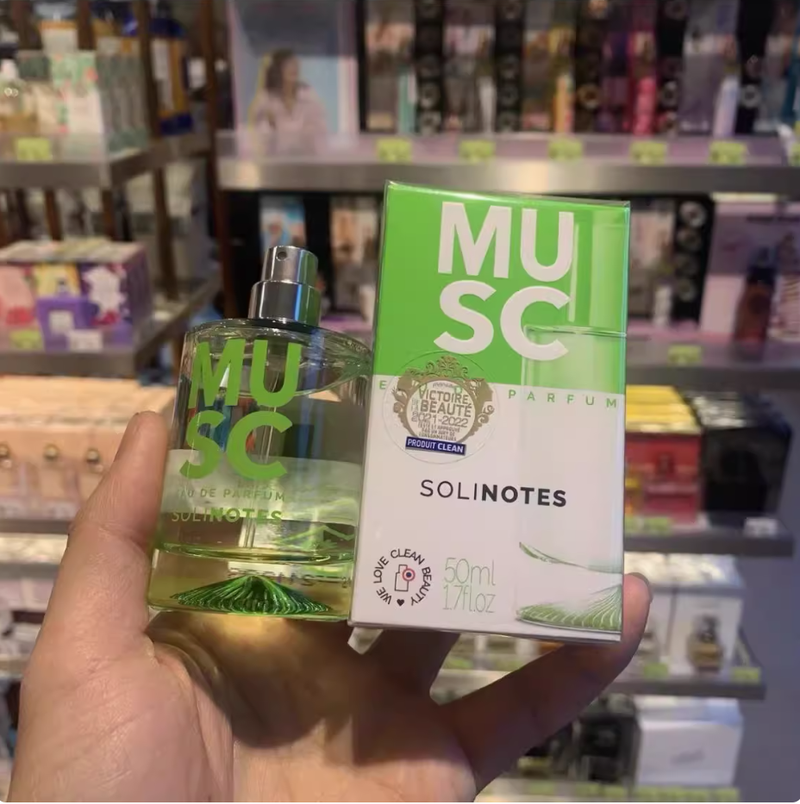 MU
SC
EAU DE PARFUM
SOLINOTES
MU
SC
E
PARFUM
VICTOIRE
BEAUTÉ
2021-2022
PRODUIT CLEAN
SOLINOTES
WE LOVE CLEAN BEAUTY
50ml
1.7fl.oz